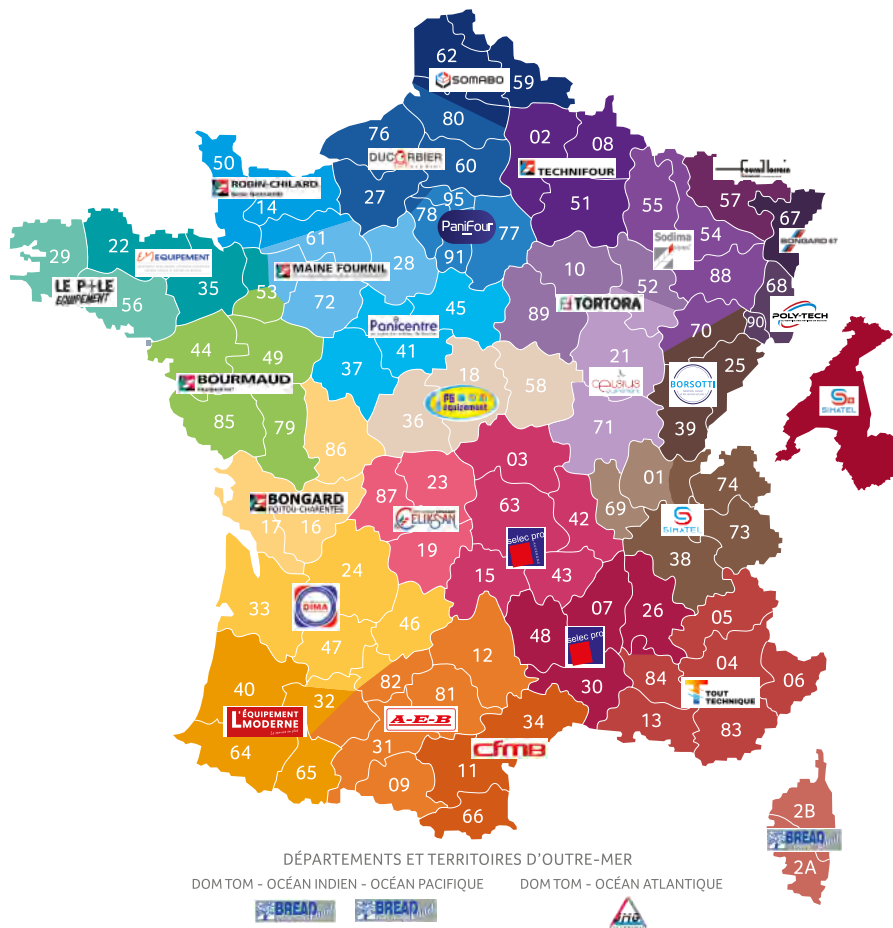 62
SOMABO
59
80
76
02
08
DUCORBIER
60
TECHNIFOUR
50
ROBIN-CHILARD
27
95
57
14
78
PaniFour
51
55
67
77
BONGARD 67
61
54
Sodima
29
22
EQUIPEMENT
28
91
10
MAINE FOURNIL
88
68
LE PÔLE
EQUIPEMENT
35
53
72
45
52
56
TORTORA
89
POLY-TECH
90
Panicentre
70
44
49
41
21
25
37
18
58
BOURMAUD
BORSOTTI
équipement
36
SIMATEL
85
79
71
39
86
03
01
74
23
87
BONGARD
POITOU-CHARENTES
63
42
69
17
16
CELIKSAN
SIMATEL
73
selec pro
19
38
24
15
43
DIMA
33
07
26
05
46
48
selec pro
47
12
04
82
30
84
06
40
32
81
TOUT
TECHNIQUE
L'ÉQUIPEMENT
MODERNE
A-E-B
34
13
83
31
cfmB
64
65
11
09
2B
66
BREAD
2A
DÉPARTEMENTS ET TERRITOIRES D'OUTRE-MER
DOM TOM - OCÉAN INDIEN - OCÉAN PACIFIQUE
DOM TOM - OCÉAN ATLANTIQUE
BREAD
BREAD